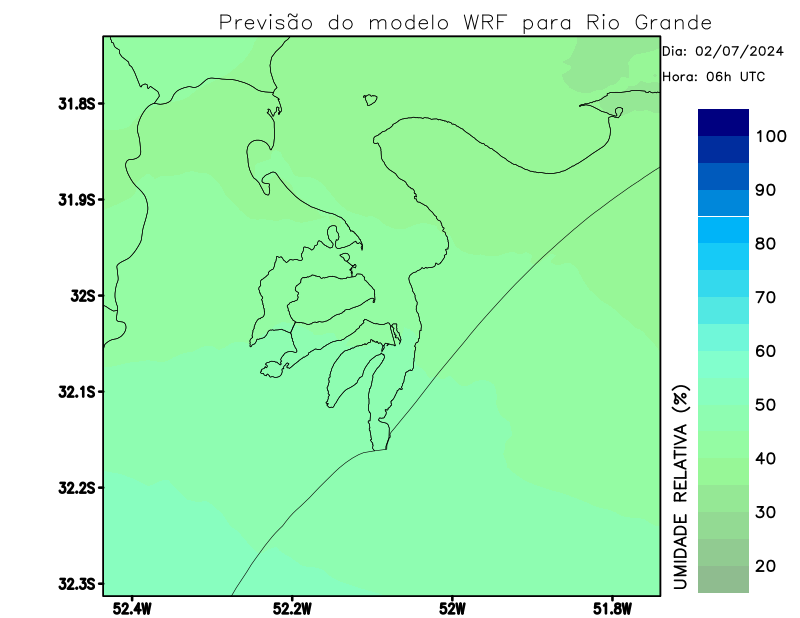 Previsão do modelo WRF para Rio Grande
Dia: 02/07/2024
Hora: 06h UTC
31.8S
31.9S
32S
32.1S
32.2S
32.3S
52.4W
52.2W
52W
51.8W
UMIDADE RELATIVA (%)
100
90
80
70
60
50
40
30
20